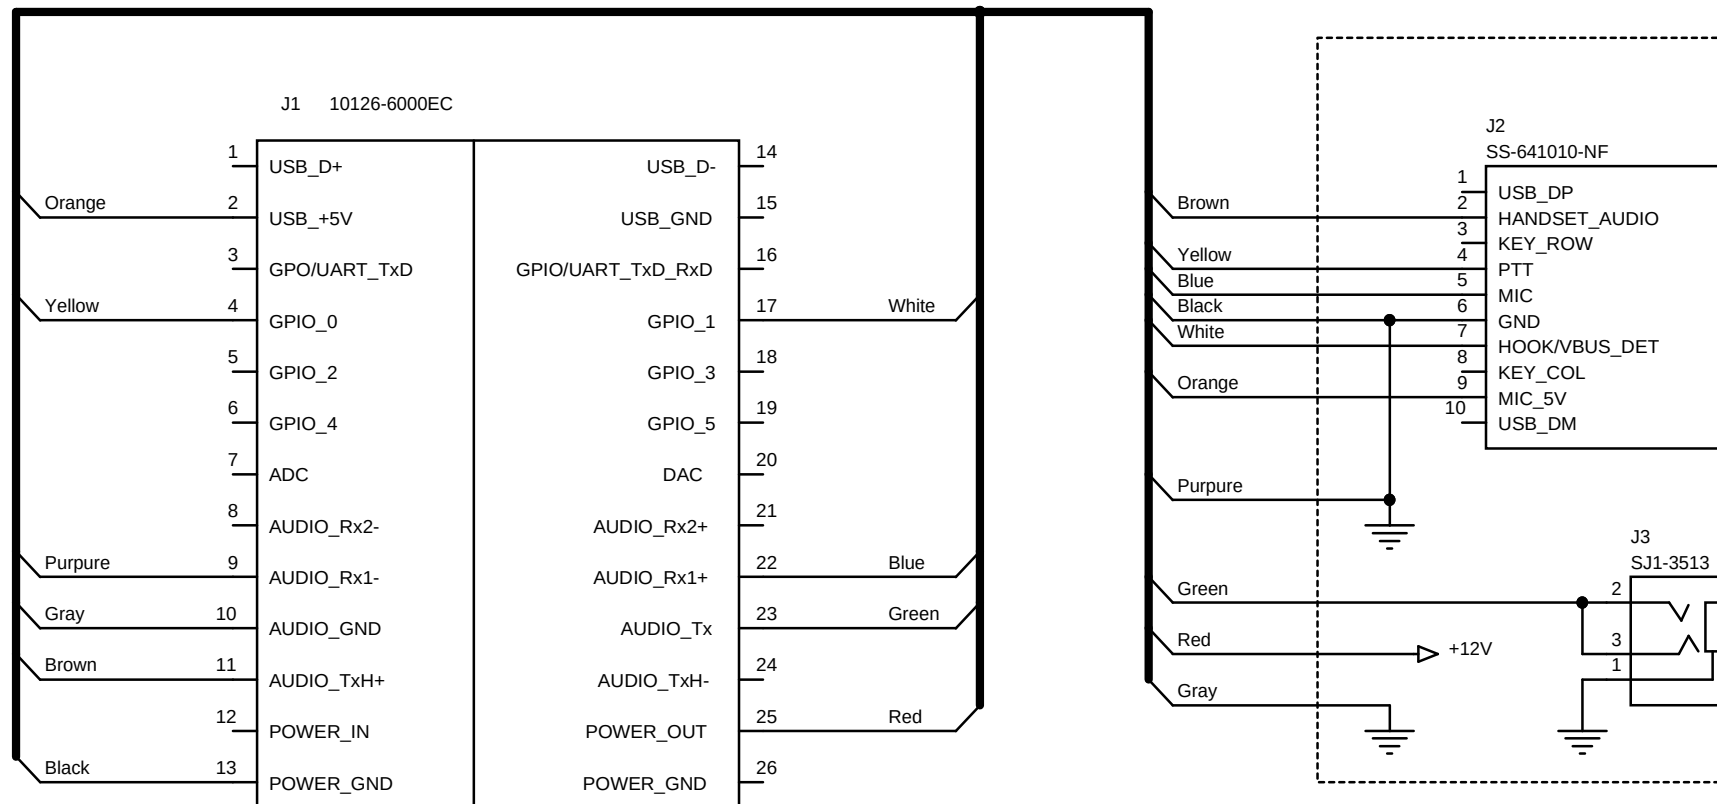 J1 10126-6000EC
1 USB_D+ USB_D- 14
Orange 2 USB_+5V USB_GND 15
3 GPO/UART_TxD GPIO/UART_TxD_RxD 16
Yellow 4 GPIO_0 GPIO_1 17 White
5 GPIO_2 GPIO_3 18
6 GPIO_4 GPIO_5 19
7 ADC DAC 20
8 AUDIO_Rx2- AUDIO_Rx2+ 21
Purpure 9 AUDIO_Rx1- AUDIO_Rx1+ 22 Blue
Gray 10 AUDIO_GND AUDIO_Tx 23 Green
Brown 11 AUDIO_TxH+ AUDIO_TxH- 24
12 POWER_IN POWER_OUT 25 Red
Black 13 POWER_GND POWER_GND 26
J2
SS-641010-NF
1 USB_DP
Brown 2 HANDSET_AUDIO
3 KEY_ROW
Yellow 4 PTT
Blue 5 MIC
Black 6 GND
White 7 HOOK/VBUS_DET
8 KEY_COL
Orange 9 MIC_5V
10 USB_DM
Purpure
J3
SJ1-3513
Green 2
Red +12V 3
1
Gray